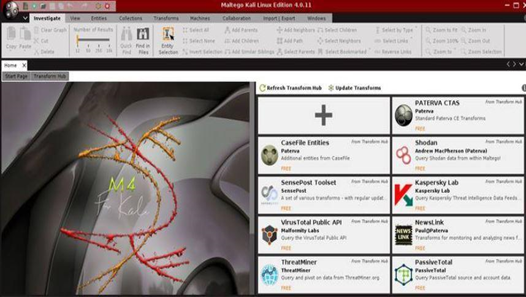 Maltego Kali Linux Edition 4.0.11
Investigate View Entities Collections Transforms Machines Collaboration Import | Export Windows
Copy Paste Cut Clear Graph Delete
Number of Results
Quick Find
Find in Files
Entity Selection
Select All
Select None
Invert Selection
Add Parents
Add Children
Add Similar Siblings
Add Neighbors
Add Path
Select Parents
Select Children
Select Neighbors
Select Bookmarked
Select by Type
Select Links
Reverse Links
Zoom to Fit
Zoom 100%
Zoom to
Zoom In
Zoom Out
Zoom Selection
Home
Start Page Transform Hub
Refresh Transform Hub Update Transforms
M4
Kali
PATERVA CTAS from Transform Hub
Paterva
Standard Paterva CE Transforms
FREE
CaseFile Entities from Transform Hub
Paterva
Additional entities from CaseFile
FREE
Shodan from Transform Hub
Andrew MacPherson (Paterva)
Query Shodan data from within Maltego!
FREE
SensePost Toolset from Transform Hub
SensePost
A set of various transforms - with regular updat...
FREE
Kaspersky Lab from Transform Hub
Kaspersky Lab
Query Kaspersky Threat Intelligence Data Feeds.
FREE
VirusTotal Public API from Transform Hub
Malformity Labs
Query the VirusTotal Public API
FREE
NewsLink from Transform Hub
Paul@Paterva
Transforms for monitoring and analyzing news f...
FREE
NEWS LINK
ThreatMiner from Transform Hub
ThreatMiner
Query and pivot on data from ThreatMiner.org
FREE
PassiveTotal from Transform Hub
PassiveTotal
Query PassiveTotal source and account data.
FREE